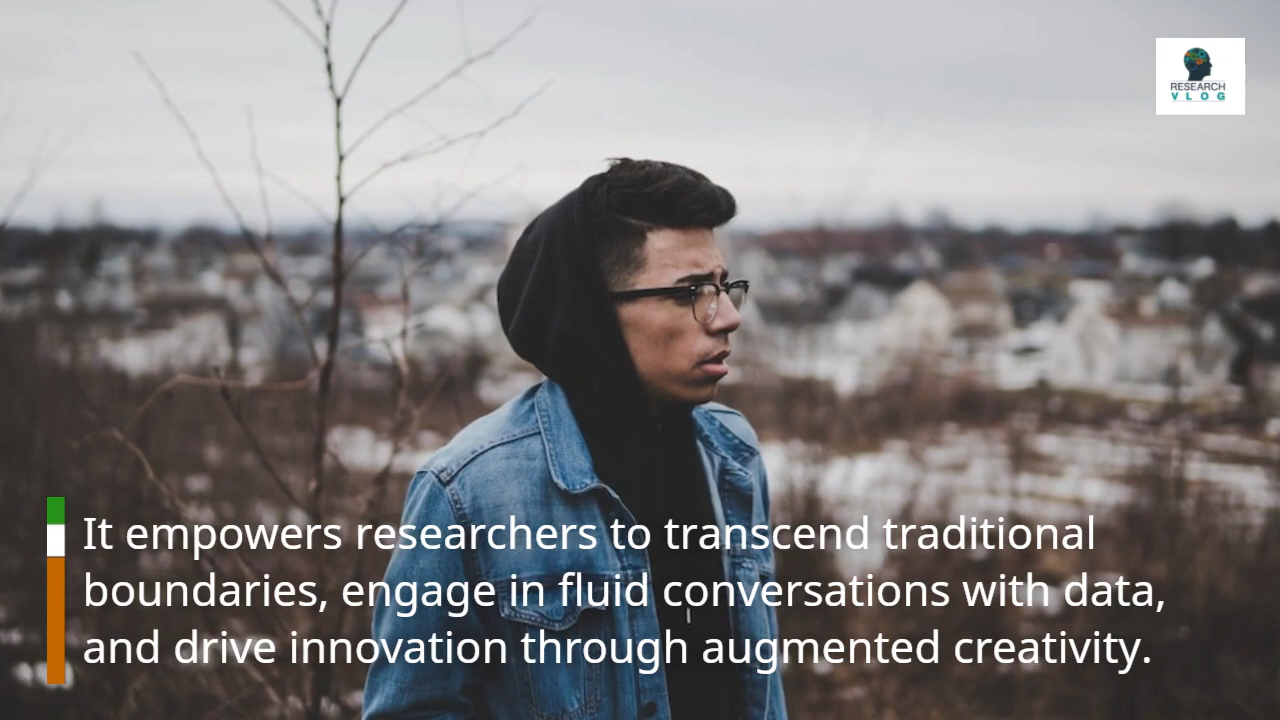 RESEARCH
VLOG
It empowers researchers to transcend traditional
boundaries, engage in fluid conversations with data,
and drive innovation through augmented creativity.